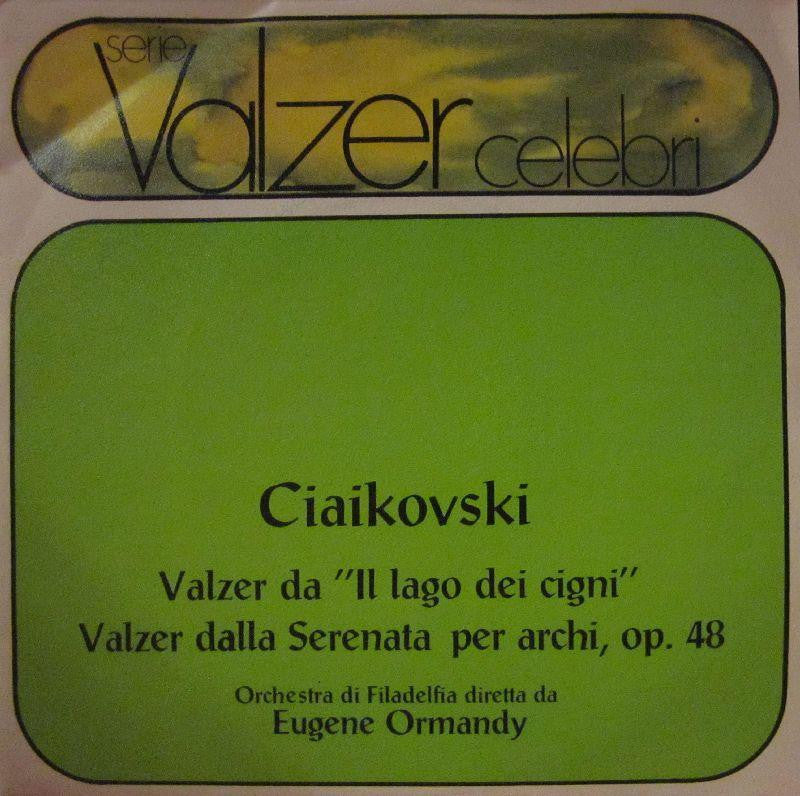 serie
Valzer celebri
Ciaikovski
Valzer da "Il lago dei cigni"
Valzer dalla Serenata per archi, op. 48
Orchestra di Filadelfia diretta da
Eugene Ormandy